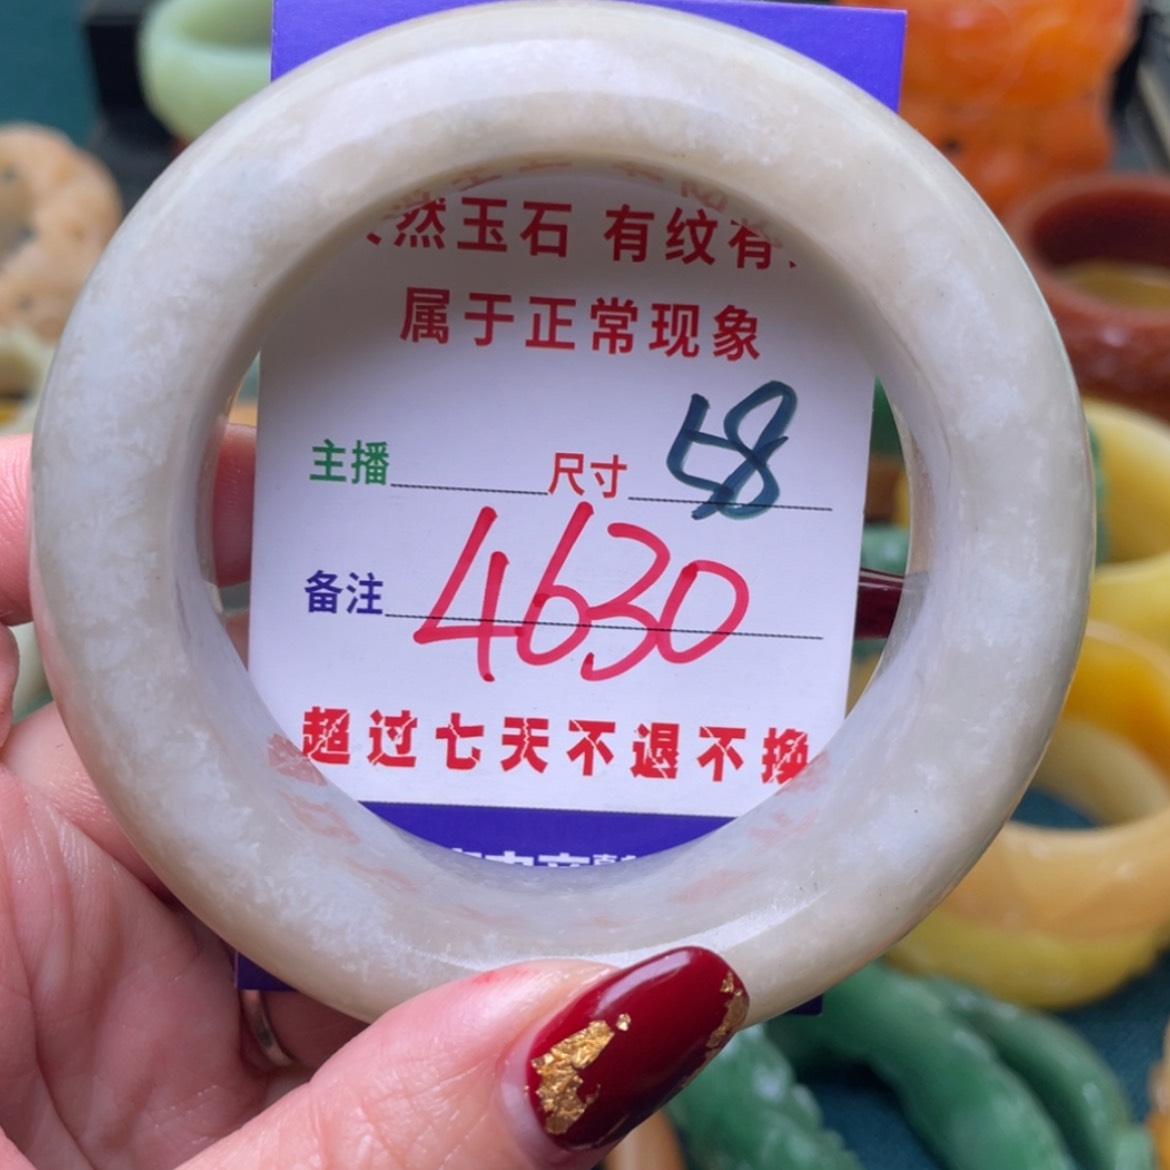 然玉石 有纹有
属于正常现象
主播 尺寸 58
备注 4630
超过七天不退不换